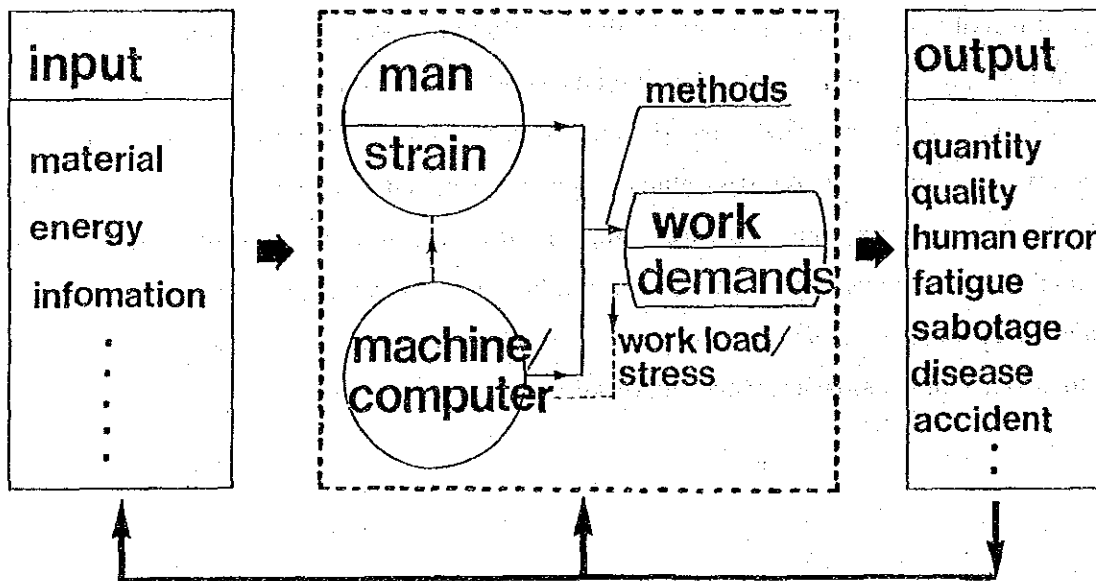 input
material
energy
infomation
man
strain
machine/
computer
methods
work
demands
work load/
stress
output
quantity
quality
human error
fatigue
sabotage
disease
accident